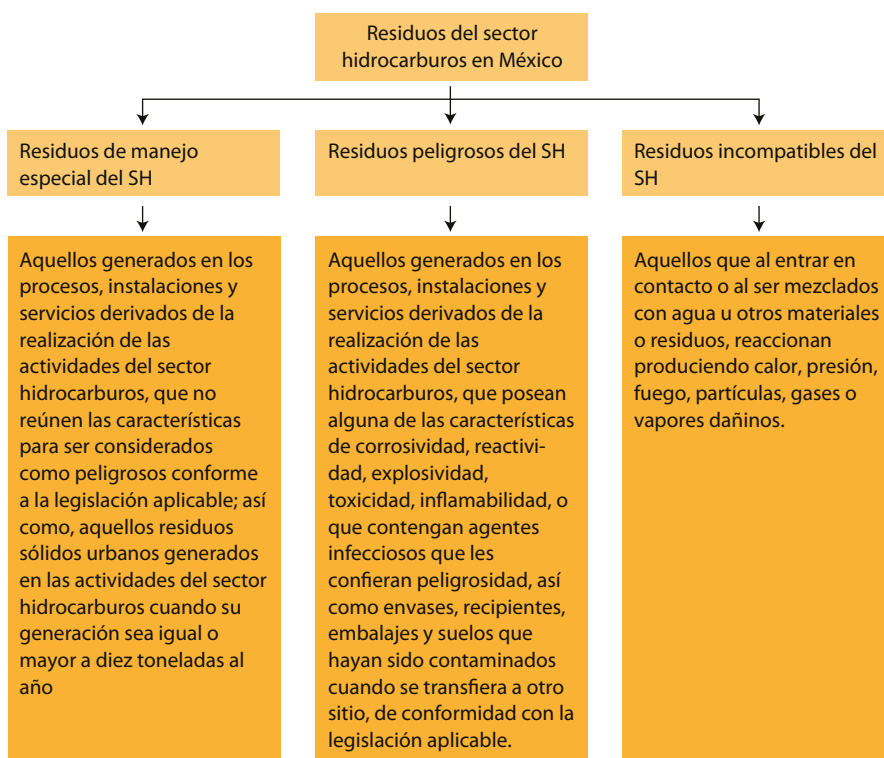 Residuos del sector
hidrocarburos en México
Residuos de manejo
especial del SH
Aquellos generados en los
procesos, instalaciones y
servicios derivados de la
realización de las
actividades del sector
hidrocarburos, que no
reúnen las características
para ser considerados
como peligrosos conforme
a la legislación aplicable; así
como, aquellos residuos
sólidos urbanos generados
en las actividades del sector
hidrocarburos cuando su
generación sea igual o
mayor a diez toneladas al
año
Residuos peligrosos del SH
Aquellos generados en los
procesos, instalaciones y
servicios derivados de la
realización de las
actividades del sector
hidrocarburos, que posean
alguna de las características
de corrosividad, reactivi-
dad, explosividad,
toxicidad, inflamabilidad, o
que contengan agentes
infecciosos que les
confieran peligrosidad, así
como envases, recipientes,
embalajes y suelos que
hayan sido contaminados
cuando se transfiera a otro
sitio, de conformidad con la
legislación aplicable.
Residuos incompatibles del
SH
Aquellos que al entrar en
contacto o al ser mezclados
con agua u otros materiales
o residuos, reaccionan
produciendo calor, presión,
fuego, partículas, gases o
vapores dañinos.